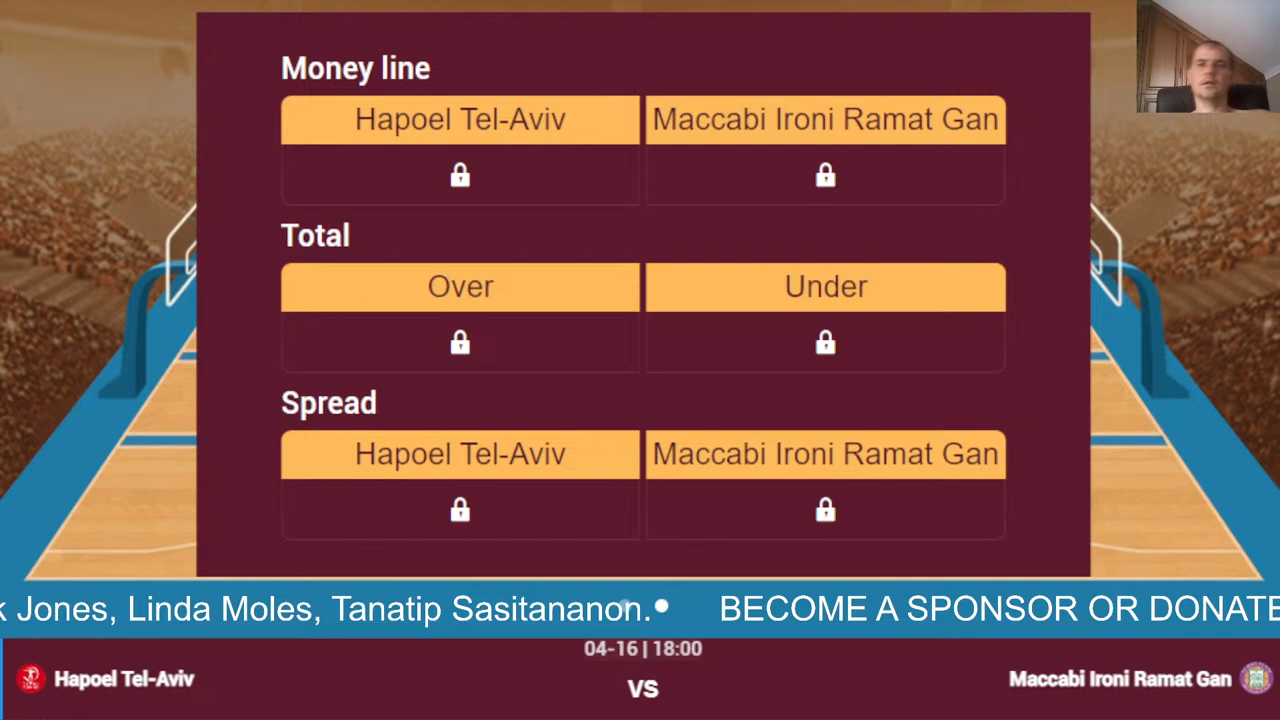 Money line
Hapoel Tel-Aviv
Maccabi Ironi Ramat Gan
Total
Over
Under
Spread
Hapoel Tel-Aviv
Maccabi Ironi Ramat Gan
Jones, Linda Moles, Tanatip Sasitananon. BECOME A SPONSOR OR DONATE
04-16 | 18:00
Hapoel Tel-Aviv
VS
Maccabi Ironi Ramat Gan